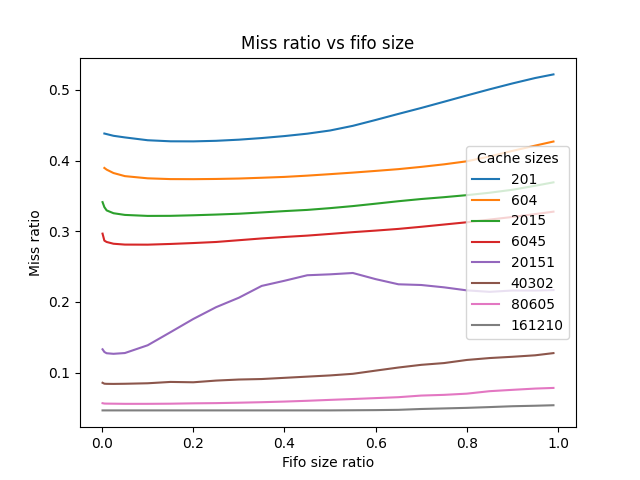 Miss ratio vs fifo size
Miss ratio
0.5
0.4
0.3
0.2
0.1
Cache sizes
201
604
2015
6045
20151
40302
80605
161210
0.0 0.2 0.4 0.6 0.8 1.0
Fifo size ratio